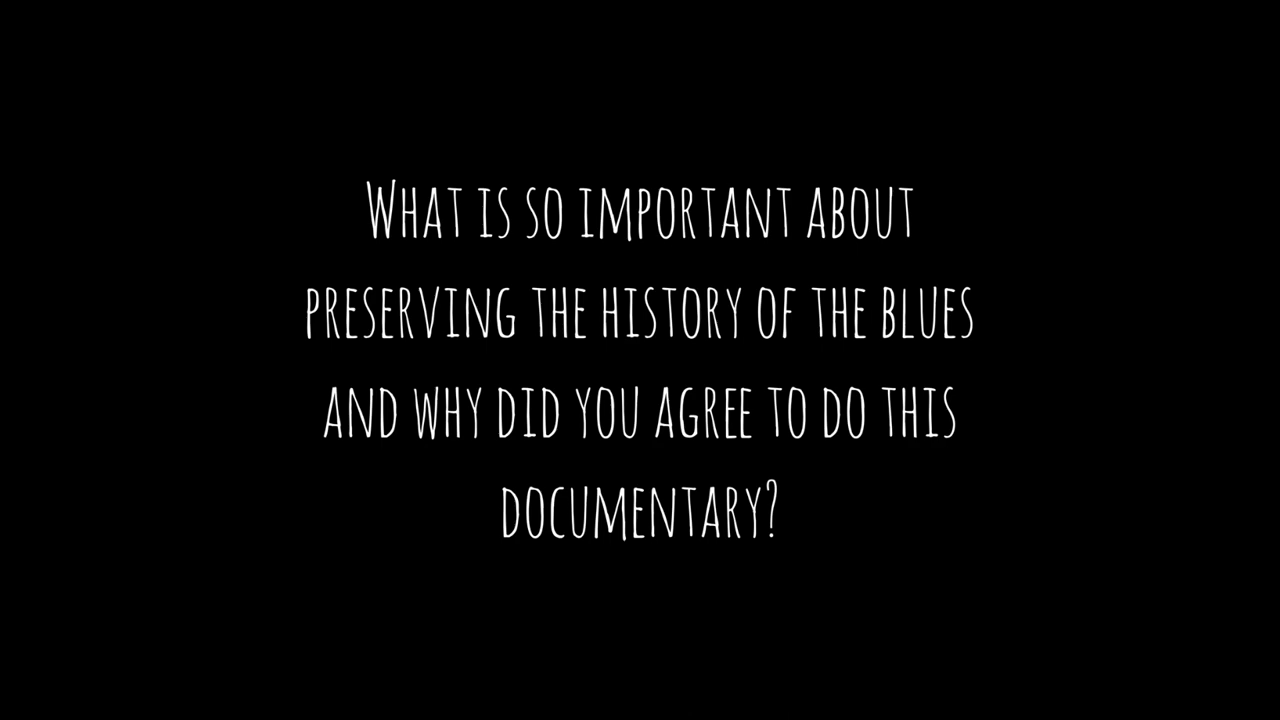 What is so important about
preserving the history of the blues
and why did you agree to do this
documentary?